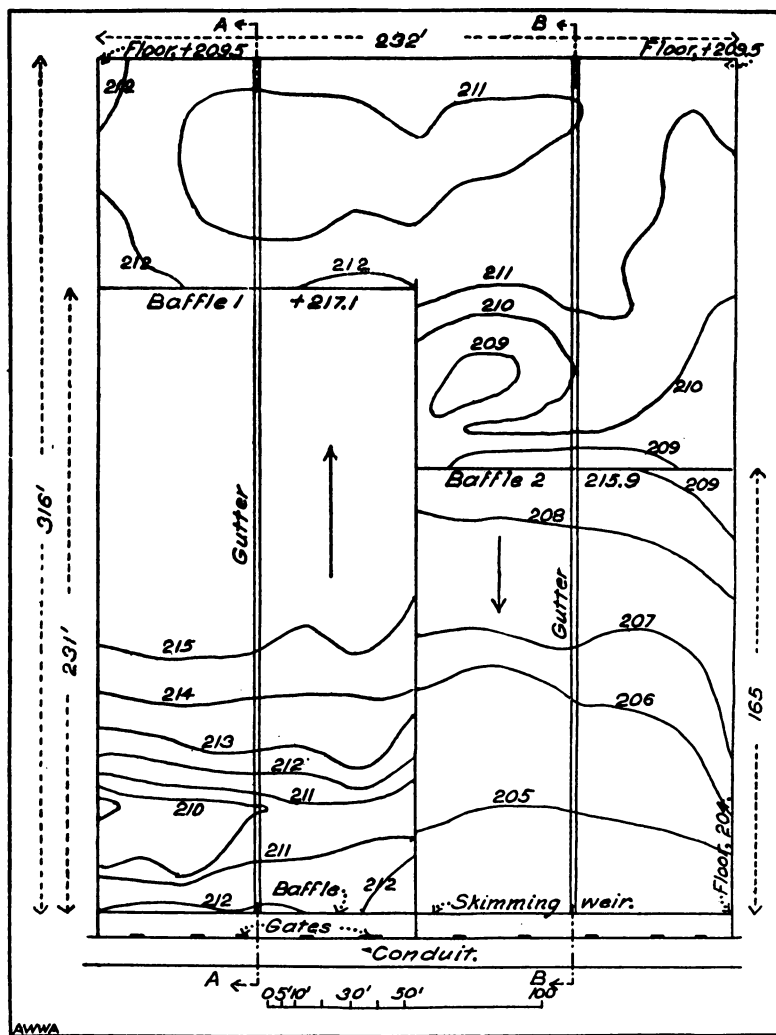 A B
232'
Floor,+209.5 Floor,+209.5
212 211
212 212 211
Baffle 1 +217.1
210
209
210
209
Baffle 2 215.9 209
208
316'
231'
Gutter
Gutter
165
215 207
214 206
213
212
210 211 205
211
Floor, 204.
212 Baffle 212 Skimming weir.
Gates
Conduit.
A B
0 5' 10' 30' 50' 100'
AWWA